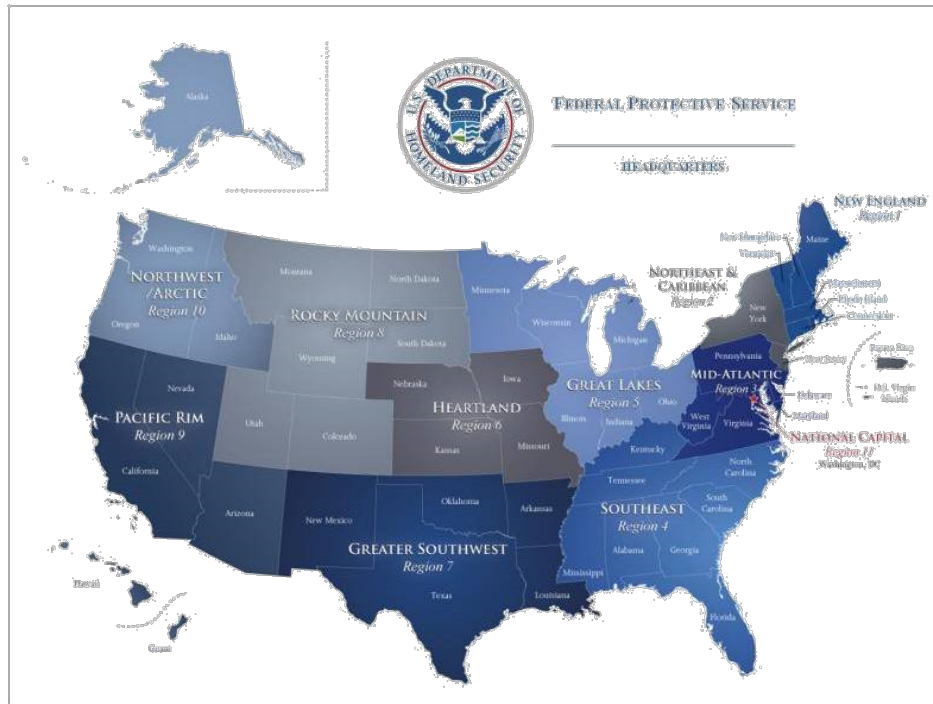 Alaska
U.S. DEPARTMENT OF
HOMELAND SECURITY
FEDERAL PROTECTIVE SERVICE
HEADQUARTERS
NEW ENGLAND
Region 1
Maine
New Hampshire
Vermont
Massachusetts
Rhode Island
Connecticut
NORTHEAST &
CARIBBEAN
Region 2
New
York
New Jersey
Puerto Rico
U.S. Virgin
Islands
Washington
NORTHWEST
/ARCTIC
Region 10
Oregon
Idaho
Montana
North Dakota
ROCKY MOUNTAIN
Region 8
South Dakota
Wyoming
Utah
Colorado
Minnesota
Wisconsin
Michigan
GREAT LAKES
Region 5
Illinois
Indiana
Ohio
Pennsylvania
MID-ATLANTIC
Region 3
Delaware
Maryland
West
Virginia
Virginia
NATIONAL CAPITAL
Region 11
Washington, DC
Nebraska
Iowa
HEARTLAND
Region 6
Kansas
Missouri
Nevada
PACIFIC RIM
Region 9
California
Arizona
Hawaii
Guam
New Mexico
Oklahoma
Arkansas
GREATER SOUTHWEST
Region 7
Texas
Louisiana
Kentucky
Tennessee
North
Carolina
South
Carolina
SOUTHEAST
Region 4
Mississippi
Alabama
Georgia
Florida